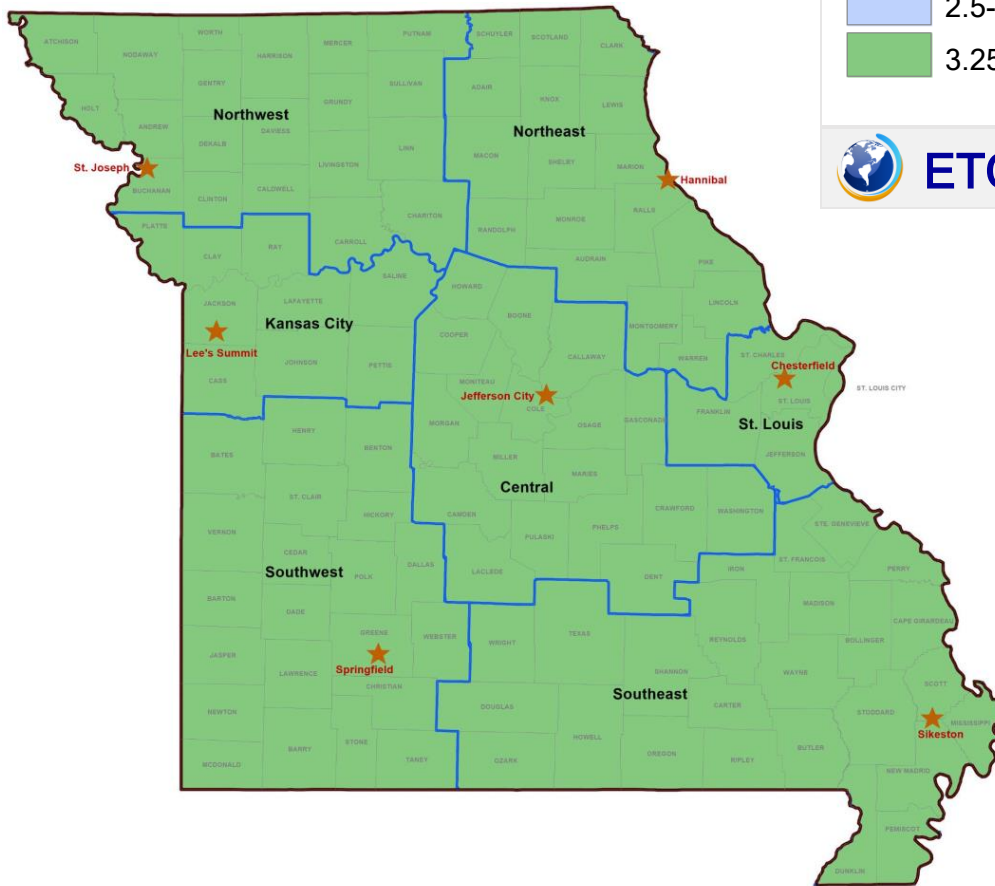 2.5-
3.25
ETC
ATCHISON
NODAWAY
WORTH
HARRISON
MERCER
PUTNAM
SCHUYLER
SCOTLAND
CLARK
HOLT
GENTRY
GRUNDY
SULLIVAN
ADAIR
KNOX
LEWIS
ANDREW
Northwest
DAVIESS
DEKALB
LINN
LIVINGSTON
MACON
Northeast
SHELBY
MARION
St. Joseph
BUCHANAN
CLINTON
CALDWELL
CHARITON
Hannibal
RALLS
RANDOLPH
MONROE
PLATTE
CLAY
RAY
CARROLL
AUDRAIN
PIKE
SALINE
HOWARD
JACKSON
LAFAYETTE
BOONE
LINCOLN
Kansas City
COOPER
MONTGOMERY
WARREN
ST. CHARLES
Lee's Summit
JOHNSON
PETTIS
CALLAWAY
Chesterfield
CASS
MONITEAU
Jefferson City
COLE
ST. LOUIS CITY
ST. LOUIS
FRANKLIN
MORGAN
OSAGE
GASCONADE
St. Louis
HENRY
BENTON
MILLER
JEFFERSON
BATES
MARIES
Central
ST. CLAIR
HICKORY
CAMDEN
PULASKI
PHELPS
CRAWFORD
WASHINGTON
STE. GENEVIEVE
VERNON
CEDAR
Southwest
DALLAS
POLK
LACLEDE
DENT
IRON
ST. FRANCOIS
PERRY
BARTON
DADE
MADISON
CAPE GIRARDEAU
GREENE
WEBSTER
WRIGHT
TEXAS
REYNOLDS
BOLLINGER
JASPER
LAWRENCE
Springfield
CHRISTIAN
SHANNON
WAYNE
SCOTT
Southeast
NEWTON
DOUGLAS
CARTER
STODDARD
MISSISSIPPI
Sikeston
BARRY
STONE
HOWELL
BUTLER
MCDONALD
TANEY
OZARK
OREGON
RIPLEY
NEW MADRID
PEMISCOT
DUNKLIN